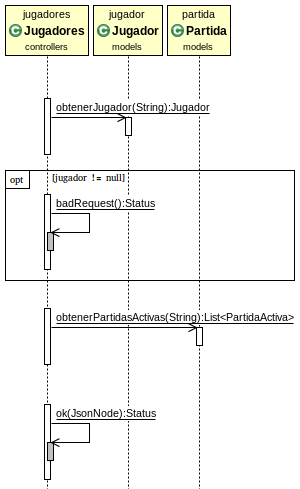 jugadores
Jugadores
controllers
jugador
Jugador
models
partida
Partida
models
obtenerJugador(String):Jugador
opt
[jugador != null]
badRequest():Status
obtenerPartidasActivas(String):List<PartidaActiva>
ok(JsonNode):Status